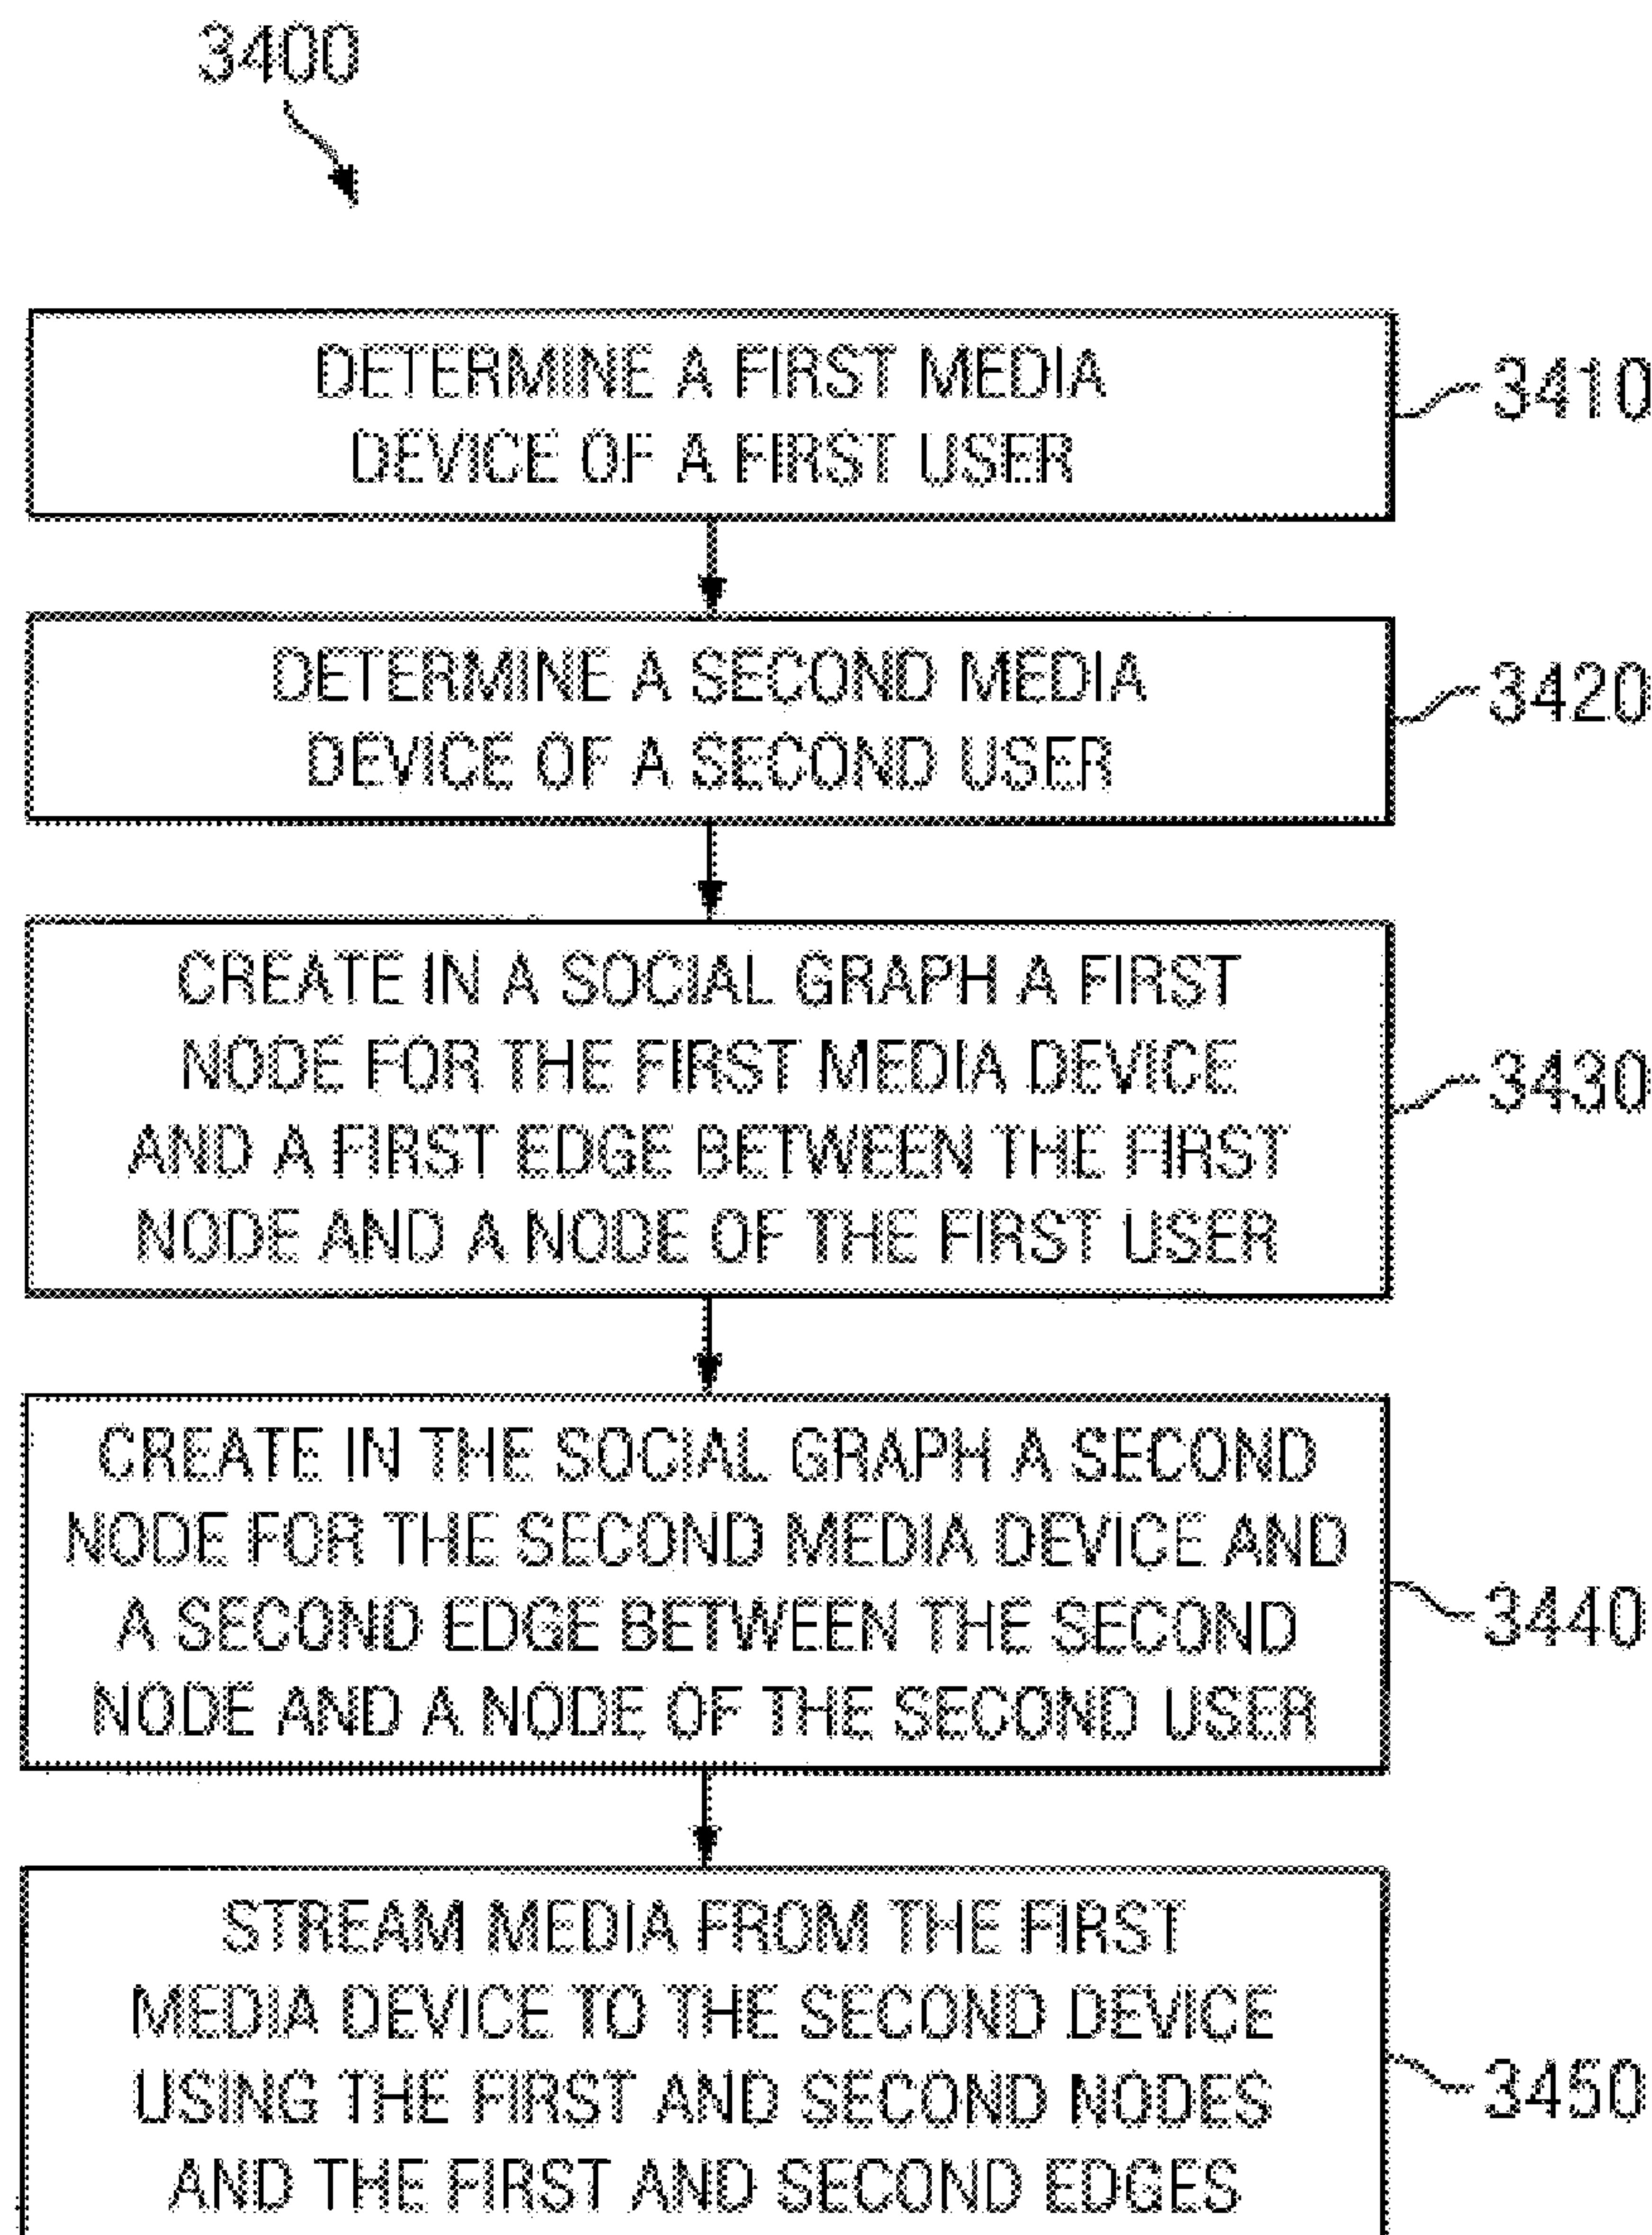 3400
DETERMINE A FIRST MEDIA
DEVICE OF A FIRST USER
3410
DETERMINE A SECOND MEDIA
DEVICE OF A SECOND USER
3420
CREATE IN A SOCIAL GRAPH A FIRST
NODE FOR THE FIRST MEDIA DEVICE
AND A FIRST EDGE BETWEEN THE FIRST
NODE AND A NODE OF THE FIRST USER
3430
CREATE IN THE SOCIAL GRAPH A SECOND
NODE FOR THE SECOND MEDIA DEVICE AND
A SECOND EDGE BETWEEN THE SECOND
NODE AND A NODE OF THE SECOND USER
3440
STREAM MEDIA FROM THE FIRST
MEDIA DEVICE TO THE SECOND DEVICE
USING THE FIRST AND SECOND NODES
AND THE FIRST AND SECOND EDGES
3450